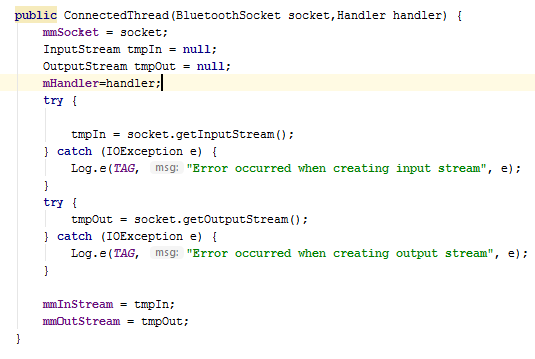 public ConnectedThread(BluetoothSocket socket,Handler handler) {
    mmSocket = socket;
    InputStream tmpIn = null;
    OutputStream tmpOut = null;
    mHandler=handler;
    try {

        tmpIn = socket.getInputStream();
    } catch (IOException e) {
        Log.e(TAG, msg: "Error occurred when creating input stream", e);
    }
    try {
        tmpOut = socket.getOutputStream();
    } catch (IOException e) {
        Log.e(TAG, msg: "Error occurred when creating output stream", e);
    }

    mmInStream = tmpIn;
    mmOutStream = tmpOut;
}